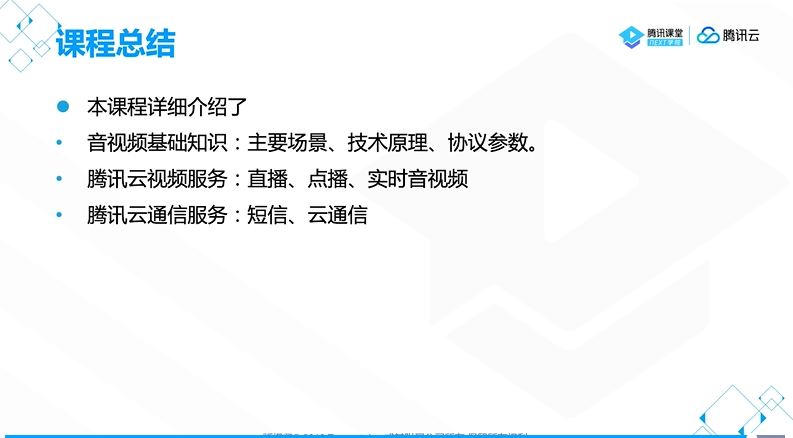 课程总结
腾讯课堂
NEXT学院
腾讯云
本课程详细介绍了
音视频基础知识：主要场景、技术原理、协议参数。
腾讯云视频服务：直播、点播、实时音视频
腾讯云通信服务：短信、云通信